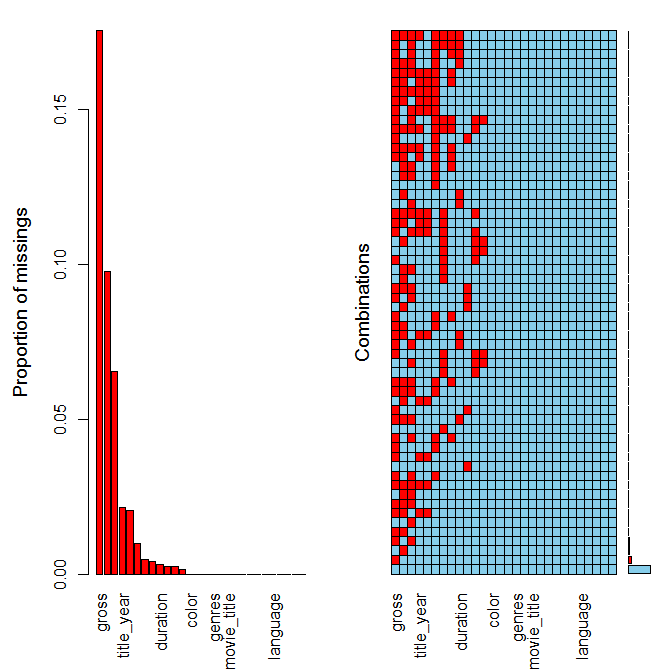 Proportion of missings
0.15
0.10
0.05
0.00
gross
title_year
duration
color
genres
movie_title
language
Combinations
gross
title_year
duration
color
genres
movie_title
language